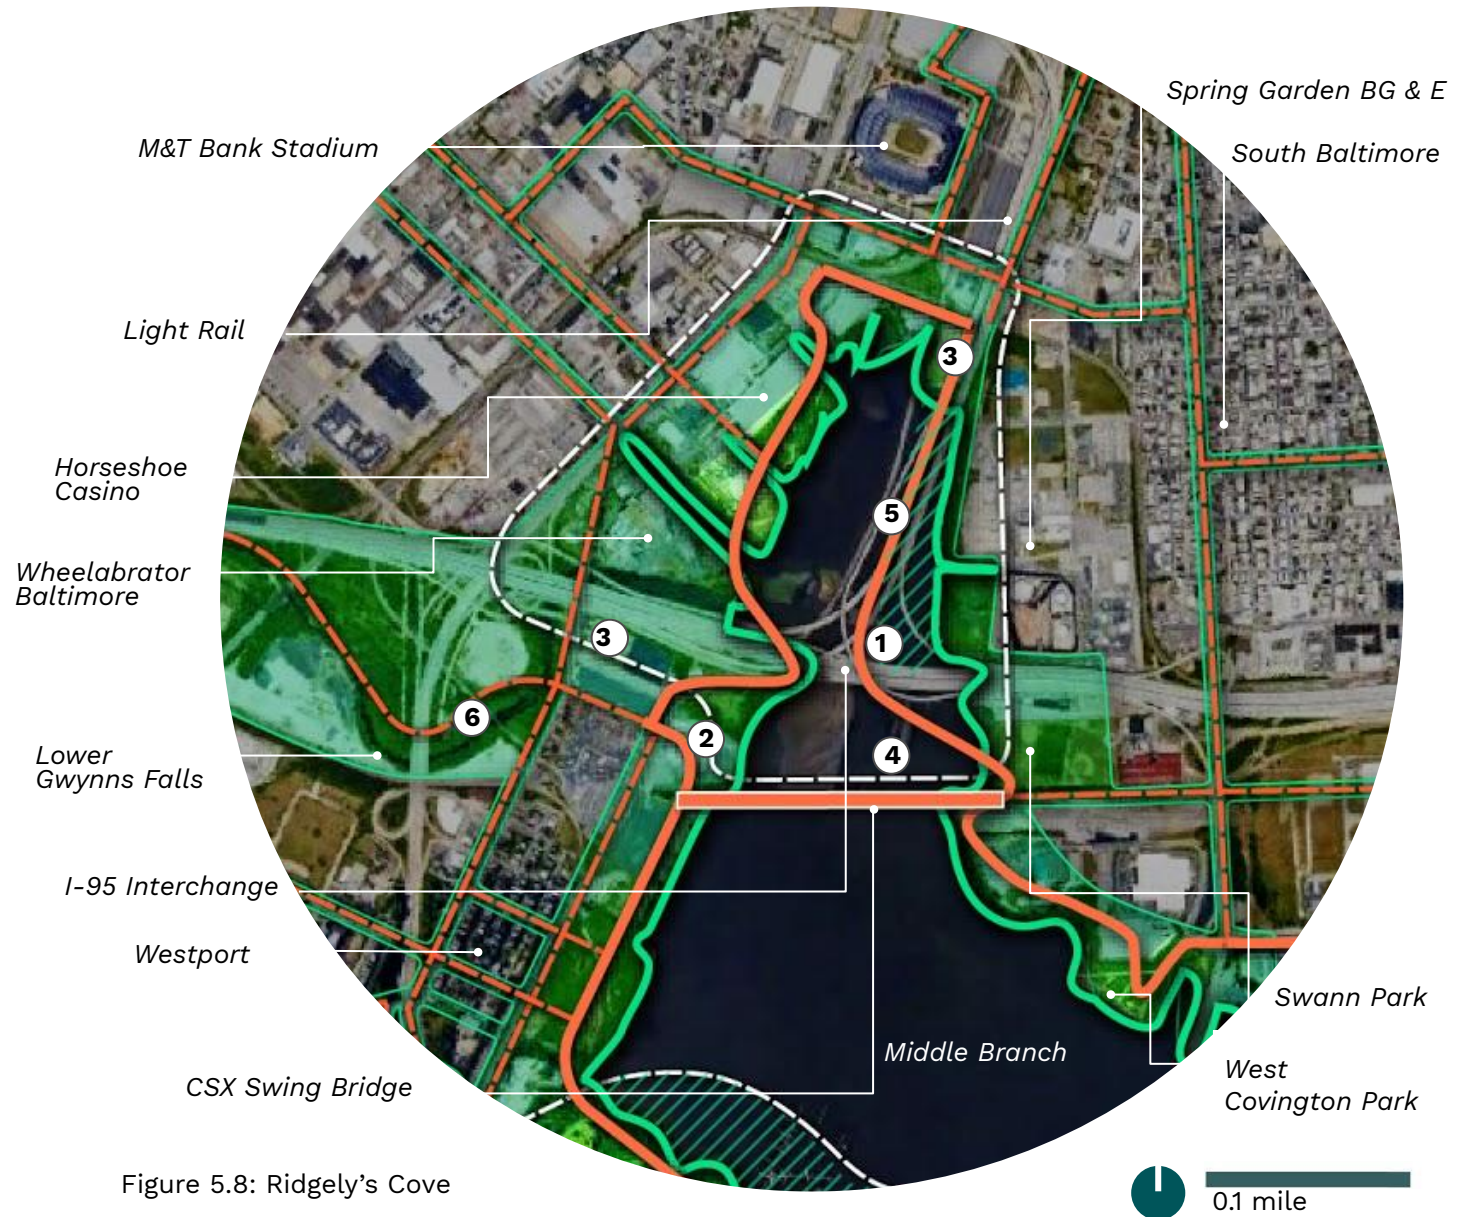 Spring Garden BG & E
M&T Bank Stadium
South Baltimore
Light Rail
3
Horseshoe
Casino
5
Wheelabrator
Baltimore
3
1
6
2
4
Lower
Gwynns Falls
I-95 Interchange
Westport
Swann Park
Middle Branch
CSX Swing Bridge
West
Covington Park
Figure 5.8: Ridgely’s Cove
0.1 mile